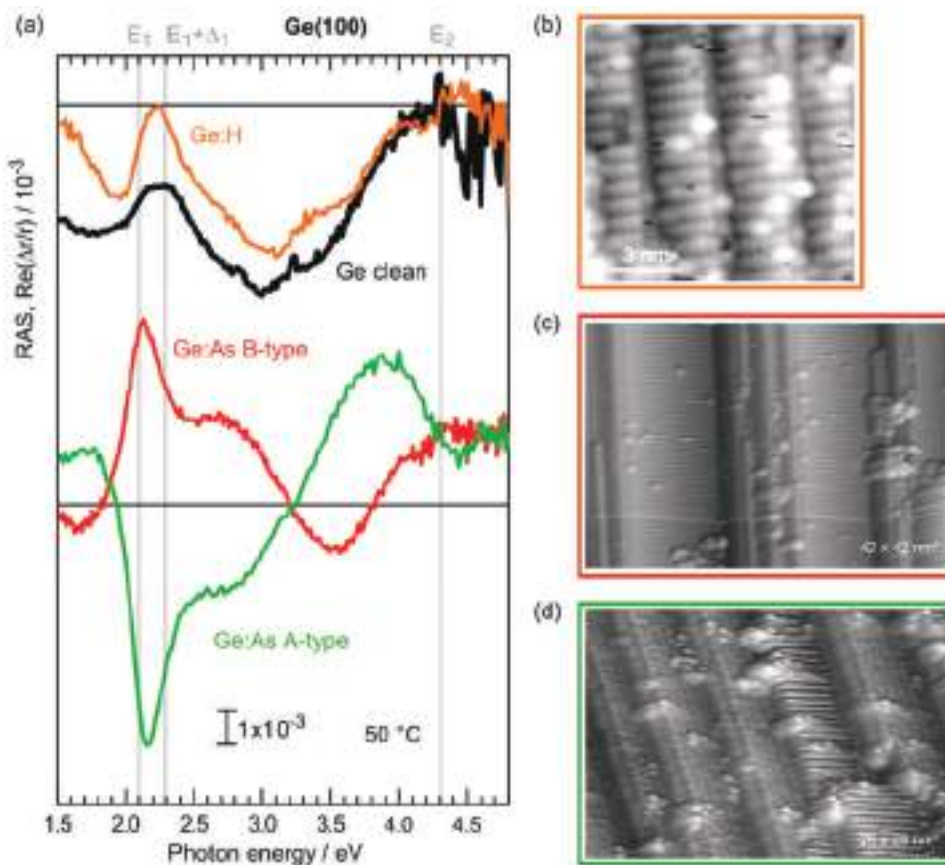 (a)
E₁
E₁+Δ₁
Ge(100)
E₂
(b)
RAS, Re(Δr/r) / 10⁻³
Ge:H
Ge clean
3 nm
Ge:As B-type
(c)
Ge:As A-type
(d)
1x10⁻³
50 °C
1.5 2.0 2.5 3.0 3.5 4.0 4.5
Photon energy / eV